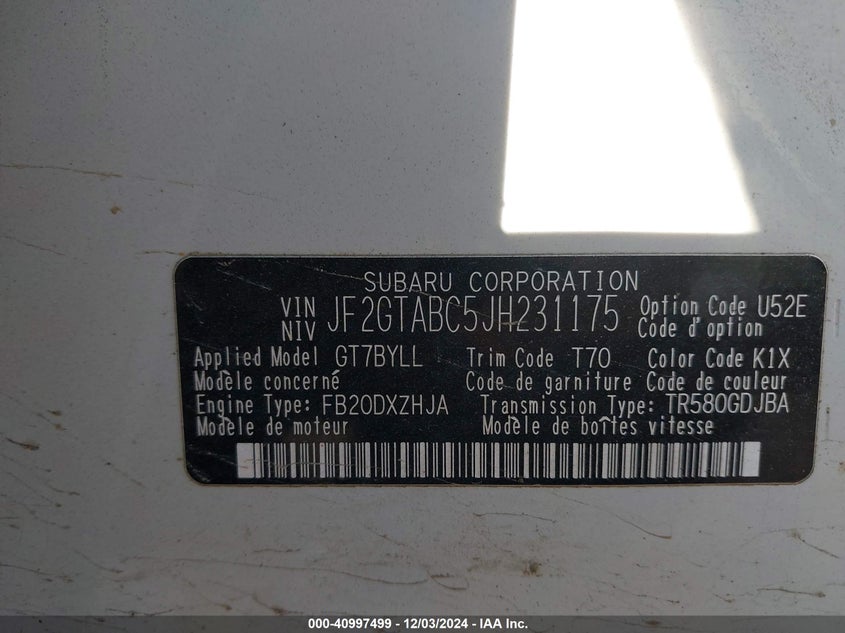 SUBARU CORPORATION
VIN JF2GTABC5JH231175 Option Code U52E
NIV Code d'option
Applied Model GT7BYLL Trim Code T70 Color Code K1X
Modèle concerné Code de garniture Code de couleur
Engine Type: FB20DXZHJA Transmission Type: TR580GDJBA
Modèle de moteur Modèle de boîtes vitesse
000-40997499 - 12/03/2024 - IAA Inc.